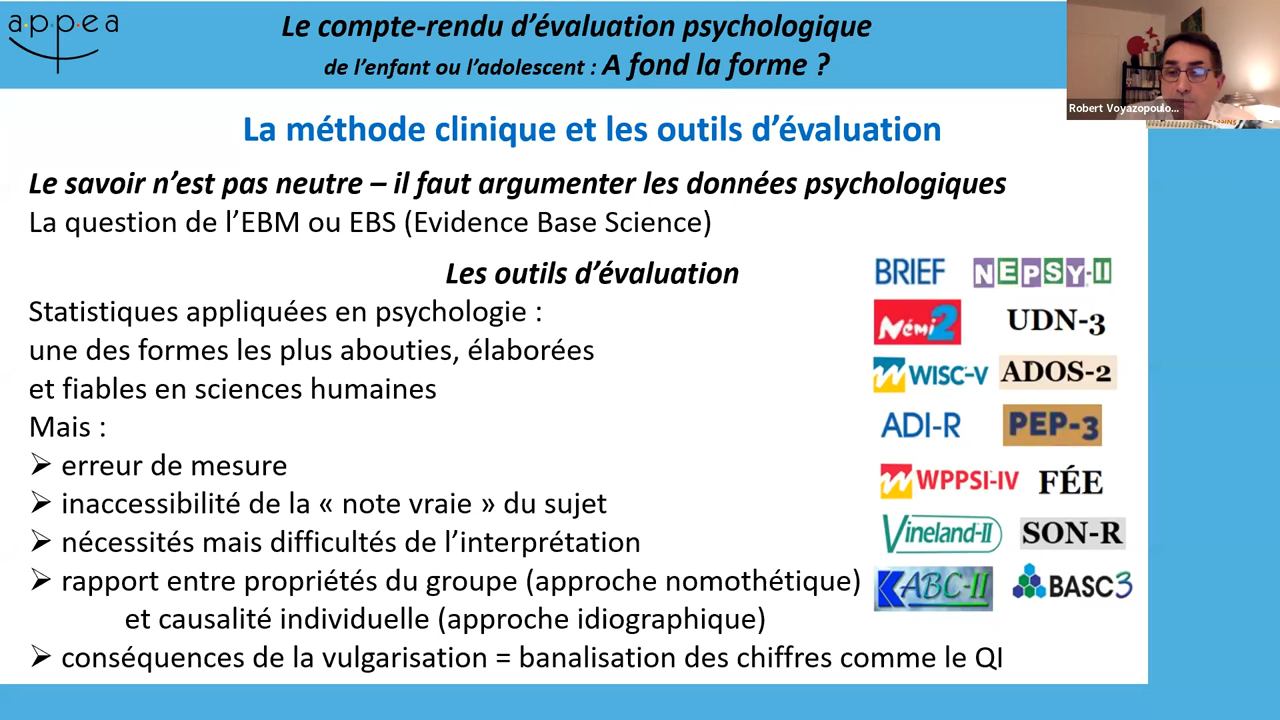 appea
Le compte-rendu d'évaluation psychologique
de l'enfant ou l'adolescent : A fond la forme ?
Robert Voyazopoulo...
La méthode clinique et les outils d'évaluation
Le savoir n'est pas neutre – il faut argumenter les données psychologiques
La question de l'EBM ou EBS (Evidence Base Science)
Les outils d'évaluation
Statistiques appliquées en psychologie :
une des formes les plus abouties, élaborées
et fiables en sciences humaines
Mais :
➢ erreur de mesure
➢ inaccessibilité de la « note vraie » du sujet
➢ nécessités mais difficultés de l'interprétation
➢ rapport entre propriétés du groupe (approche nomothétique)
et causalité individuelle (approche idiographique)
➢ conséquences de la vulgarisation = banalisation des chiffres comme le QI
BRIEF NEPSY-II
Némi2 UDN-3
WISC-V ADOS-2
ADI-R PEP-3
WPPSI-IV FÉE
Vineland-II SON-R
KABC-II BASC3